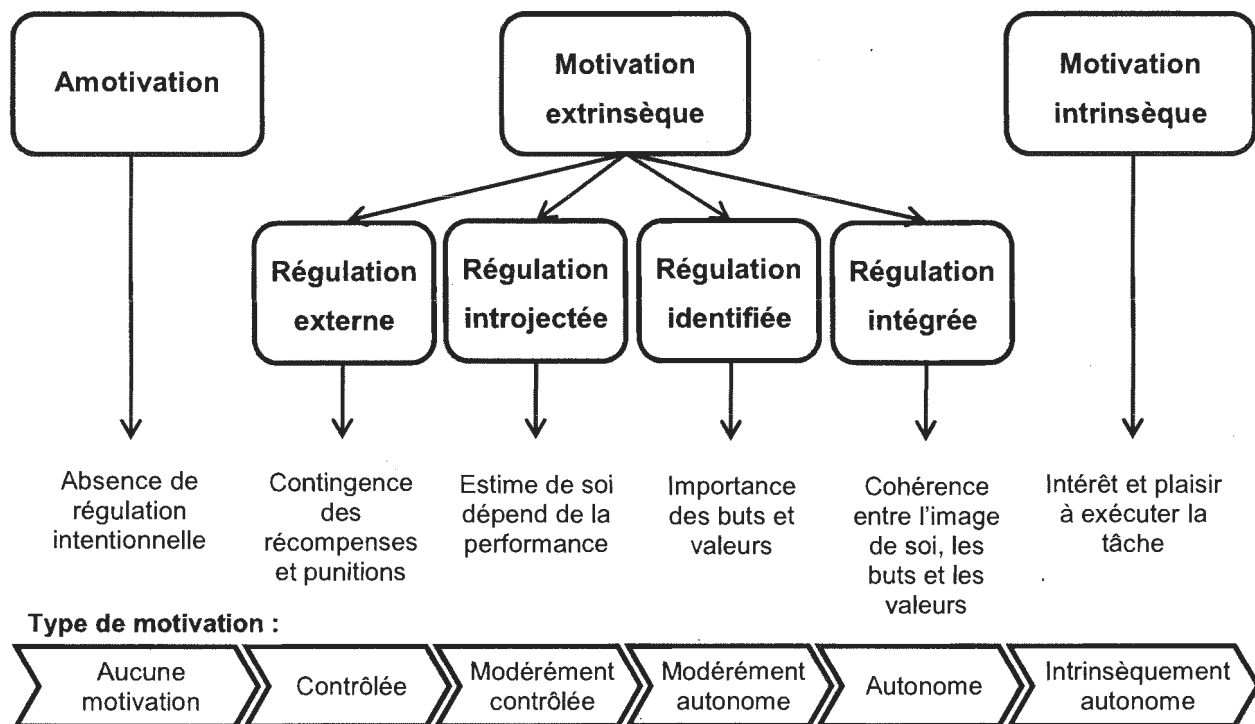 Amotivation
Motivation
extrinsèque
Motivation
intrinsèque
Régulation
externe
Régulation
introjectée
Régulation
identifiée
Régulation
intégrée
Absence de
régulation
intentionnelle
Contingence
des
récompenses
et punitions
Estime de soi
dépend de la
performance
Importance
des buts et
valeurs
Cohérence
entre l'image
de soi, les
buts et les
valeurs
Intérêt et plaisir
à exécuter la
tâche
Type de motivation :
Aucune
motivation
Contrôlée
Modérément
contrôlée
Modérément
autonome
Autonome
Intrinsèquement
autonome